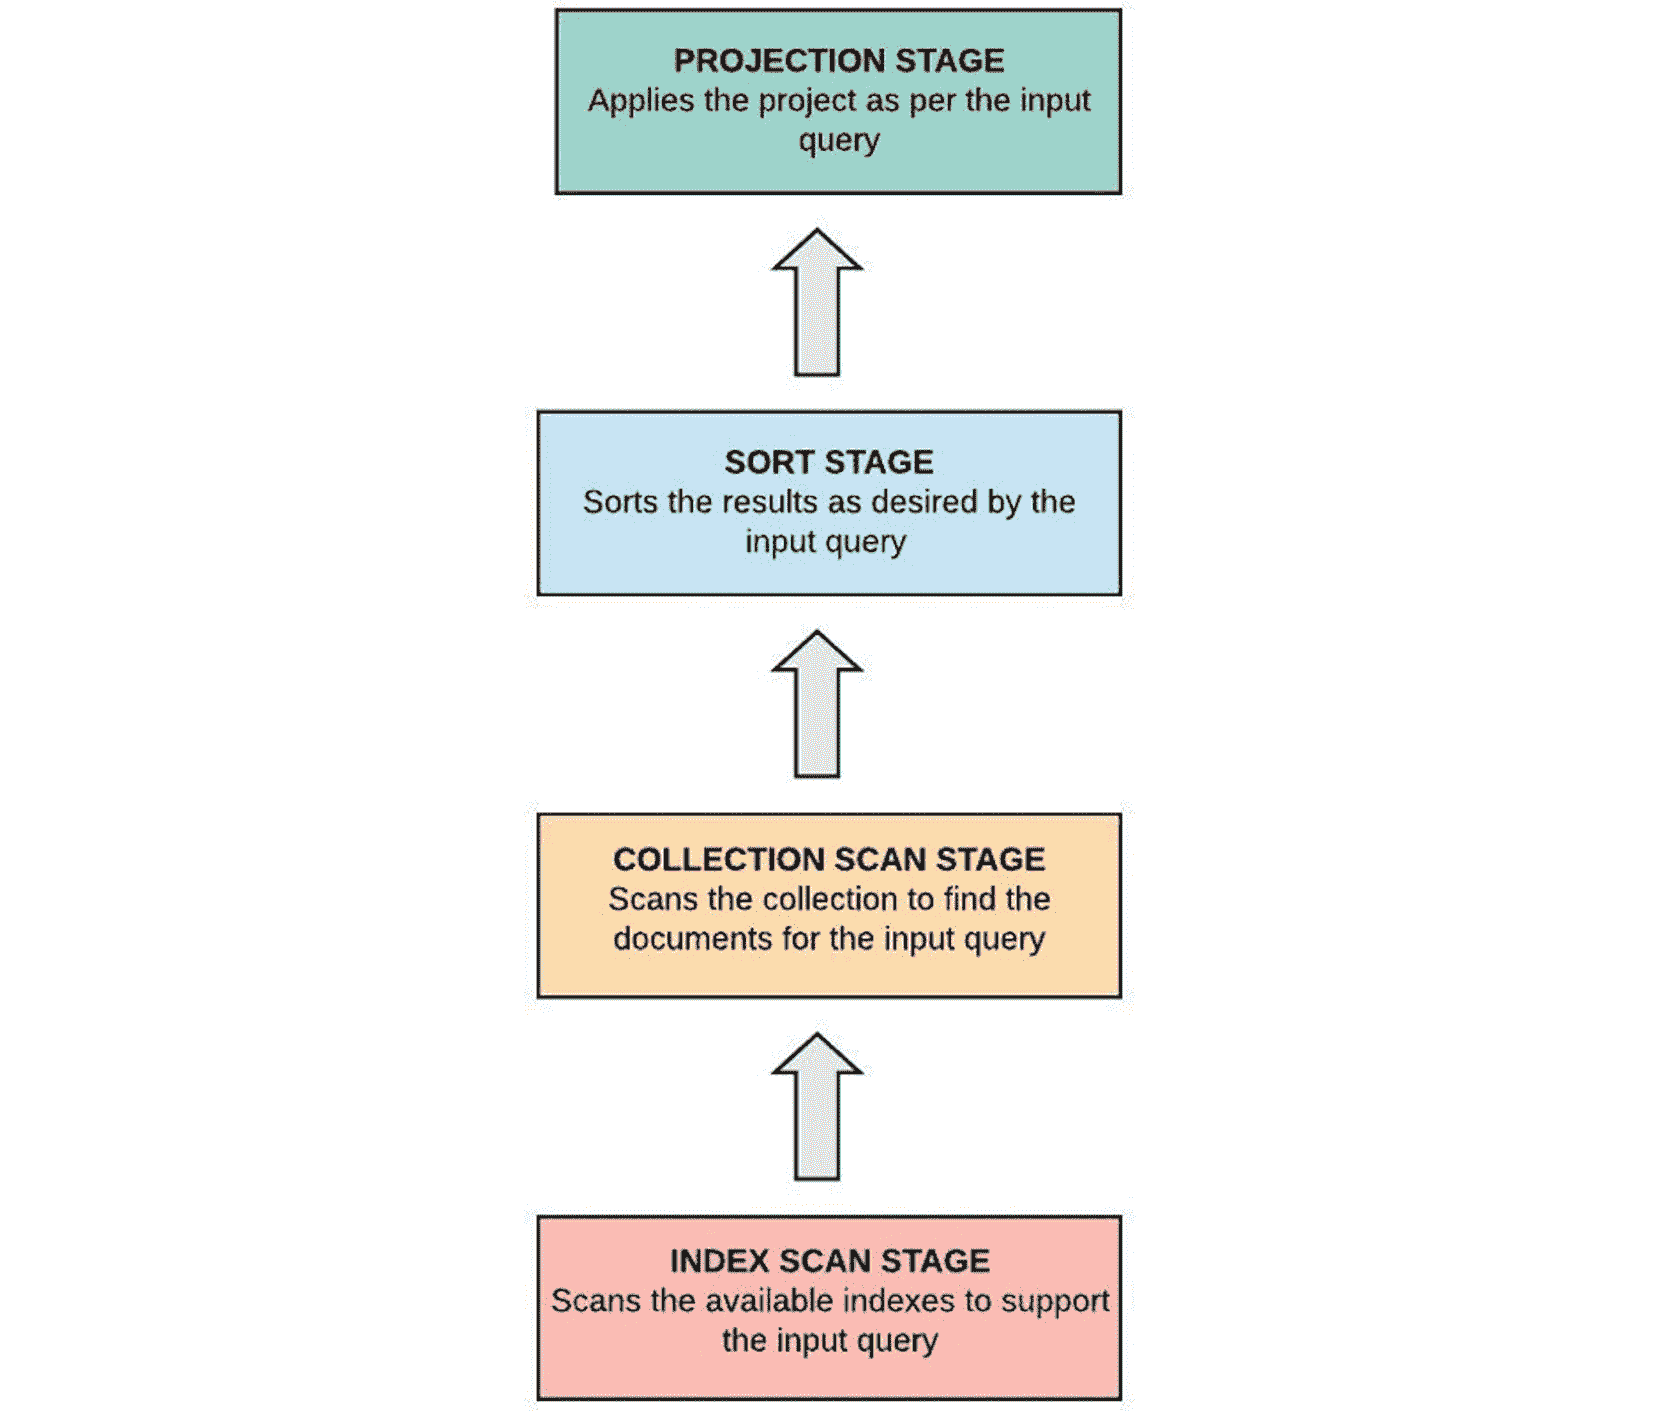 PROJECTION STAGE
Applies the project as per the input
query
SORT STAGE
Sorts the results as desired by the
input query
COLLECTION SCAN STAGE
Scans the collection to find the
documents for the input query
INDEX SCAN STAGE
Scans the available indexes to support
the input query